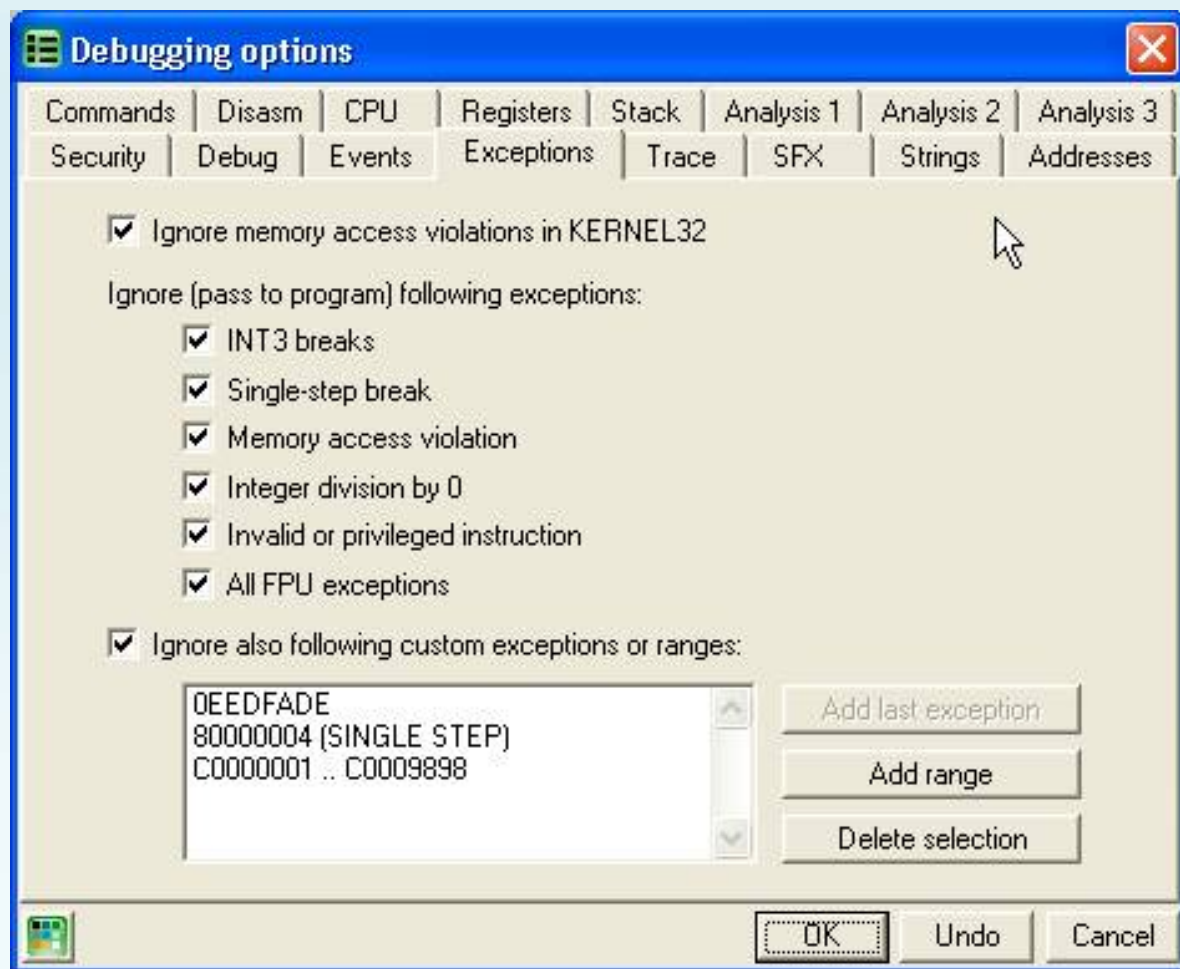 Debugging options
Commands Disasm CPU Registers Stack Analysis 1 Analysis 2 Analysis 3
Security Debug Events Exceptions Trace SFX Strings Addresses
Ignore memory access violations in KERNEL32
Ignore (pass to program) following exceptions:
INT3 breaks
Single-step break
Memory access violation
Integer division by 0
Invalid or privileged instruction
All FPU exceptions
Ignore also following custom exceptions or ranges:
0EEDFADE
80000004 (SINGLE STEP)
C0000001 .. C0009898
Add last exception
Add range
Delete selection
OK Undo Cancel